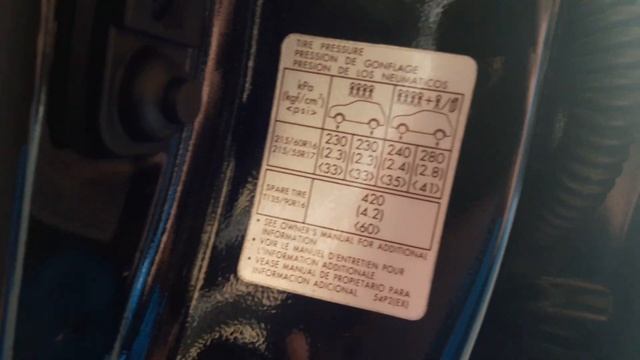 TIRE PRESSURE
PRESSION DE GONFLAGE
PRESION DE LOS NEUMATICOS
kPa
(kgf/cm²)
<psi>
+ /
215/60R16
215/55R17
230 230 240 280
(2.3) (2.3) (2.4) (2.8)
<33> <33> <35> <41>
SPARE TIRE
T135/90R16
420
(4.2)
<60>
• SEE OWNER'S MANUAL FOR ADDITIONAL
INFORMATION
• VOIR LE MANUEL D'ENTRETIEN POUR
L'INFORMATION ADDITIONALE
• VEASE MANUAL DE PROPIETARIO PARA
INFORMACION ADICIONAL 54P2(EX)